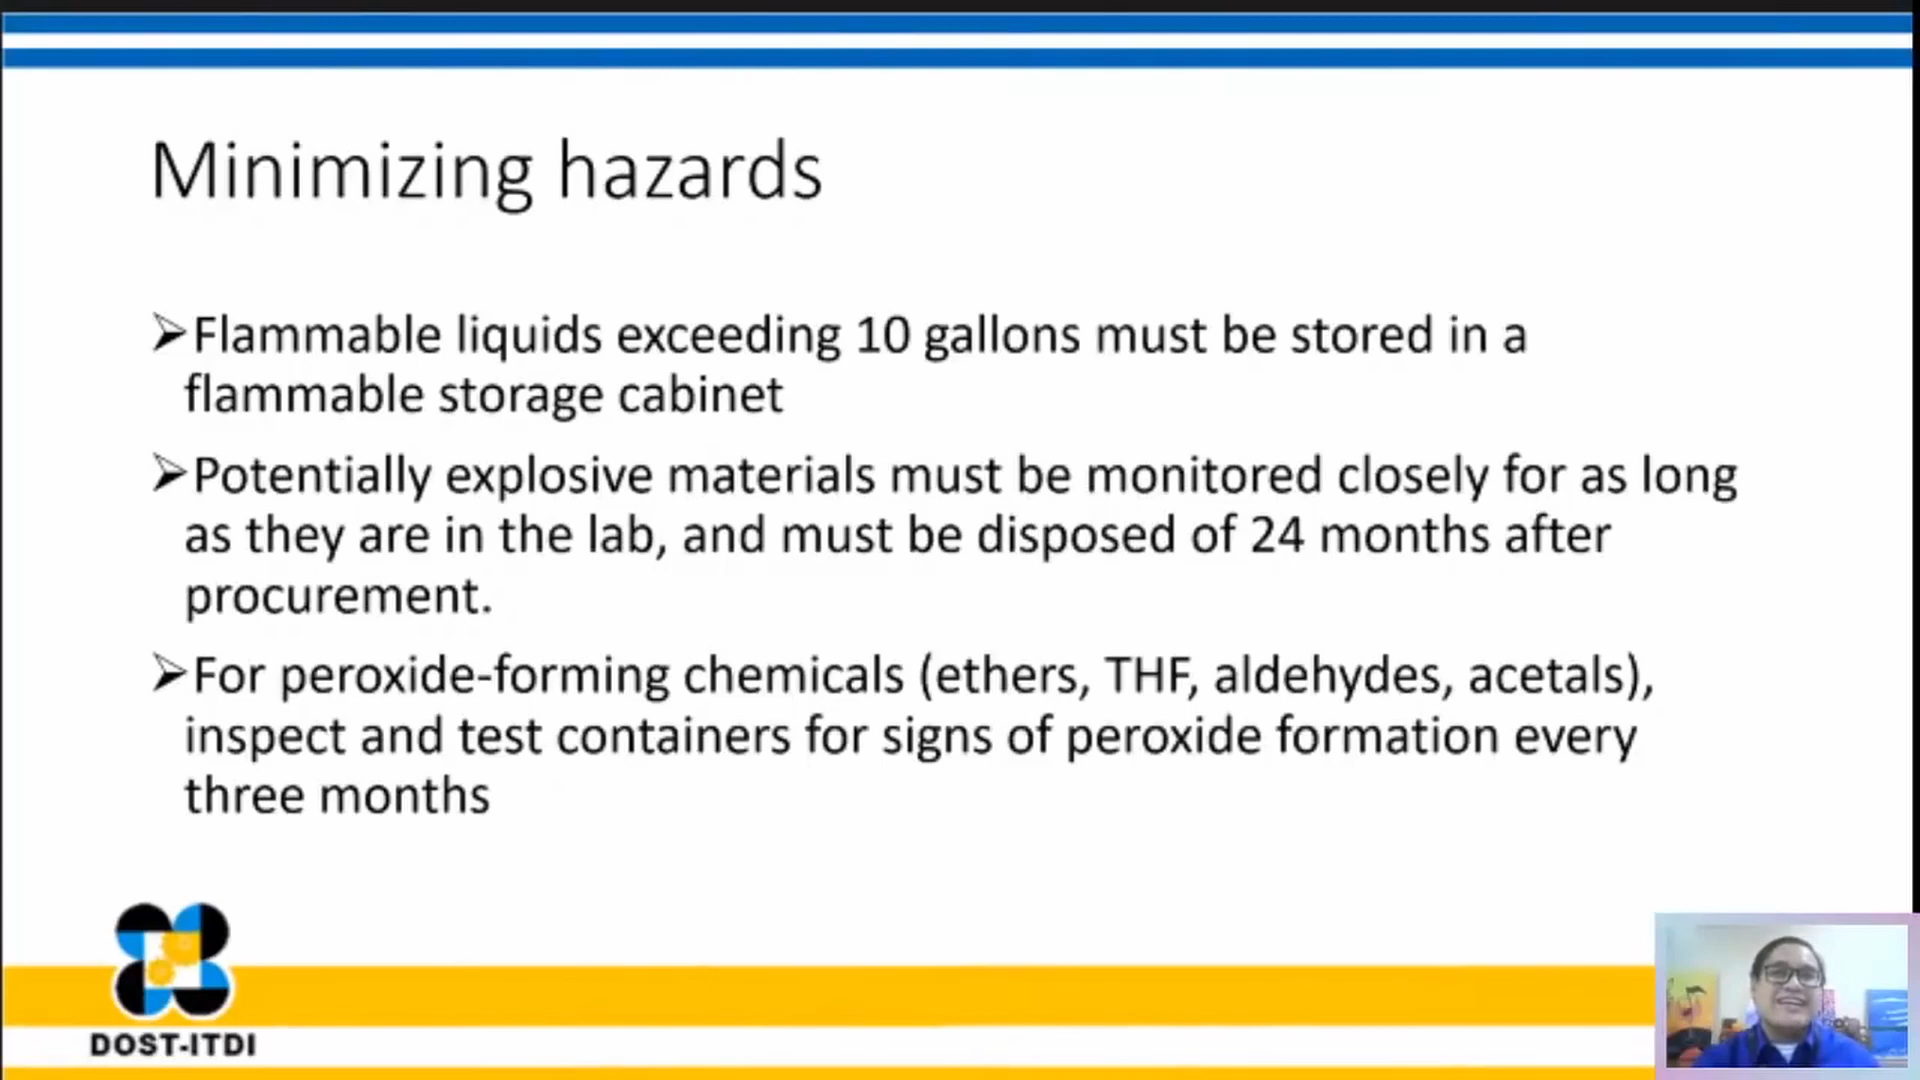 Minimizing hazards
➢Flammable liquids exceeding 10 gallons must be stored in a
flammable storage cabinet
➢Potentially explosive materials must be monitored closely for as long
as they are in the lab, and must be disposed of 24 months after
procurement.
➢For peroxide-forming chemicals (ethers, THF, aldehydes, acetals),
inspect and test containers for signs of peroxide formation every
three months
DOST-ITDI